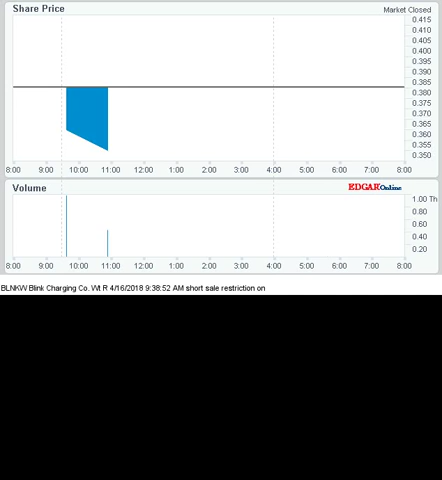 Share Price
Market Closed
0.415
0.410
0.405
0.400
0.395
0.390
0.385
0.380
0.375
0.370
0.365
0.360
0.355
0.350
8:00 9:00 10:00 11:00 12:00 1:00 2:00 3:00 4:00 5:00 6:00 7:00 8:00
Volume
EDGAR Online
1.00 Th
0.80
0.60
0.40
0.20
8:00 9:00 10:00 11:00 12:00 1:00 2:00 3:00 4:00 5:00 6:00 7:00 8:00
BLNKW Blink Charging Co. Wt R 4/16/2018 9:38:52 AM short sale restriction on